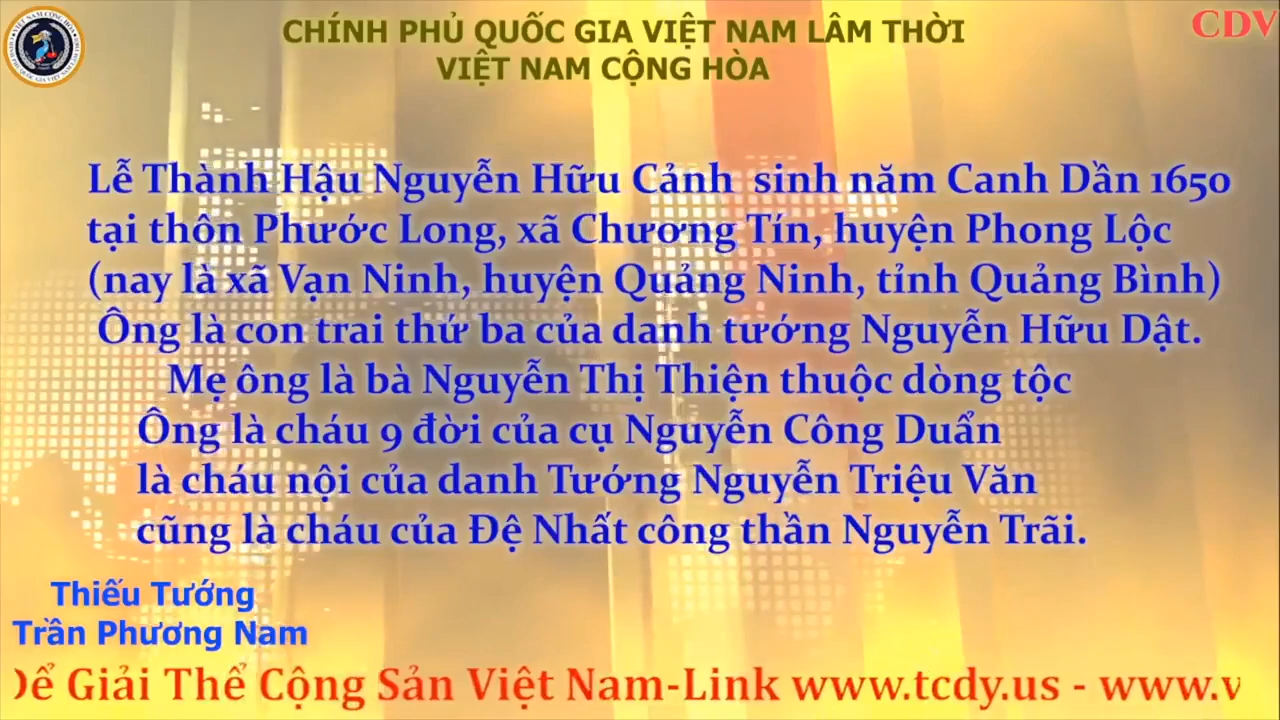 CHÍNH PHỦ QUỐC GIA VIỆT NAM LÂM THỜI
VIỆT NAM CỘNG HÒA
CDV
Lễ Thành Hậu Nguyễn Hữu Cảnh sinh năm Canh Dần 1650
tại thôn Phước Long, xã Chương Tín, huyện Phong Lộc
(nay là xã Vạn Ninh, huyện Quảng Ninh, tỉnh Quảng Bình)
Ông là con trai thứ ba của danh tướng Nguyễn Hữu Dật.
Mẹ ông là bà Nguyễn Thị Thiện thuộc dòng tộc
Ông là cháu 9 đời của cụ Nguyễn Công Duẩn
là cháu nội của danh Tướng Nguyễn Triệu Văn
cũng là cháu của Đệ Nhất công thần Nguyễn Trãi.
Thiếu Tướng
Trần Phương Nam
Để Giải Thể Cộng Sản Việt Nam-Link www.tcdy.us - www.v